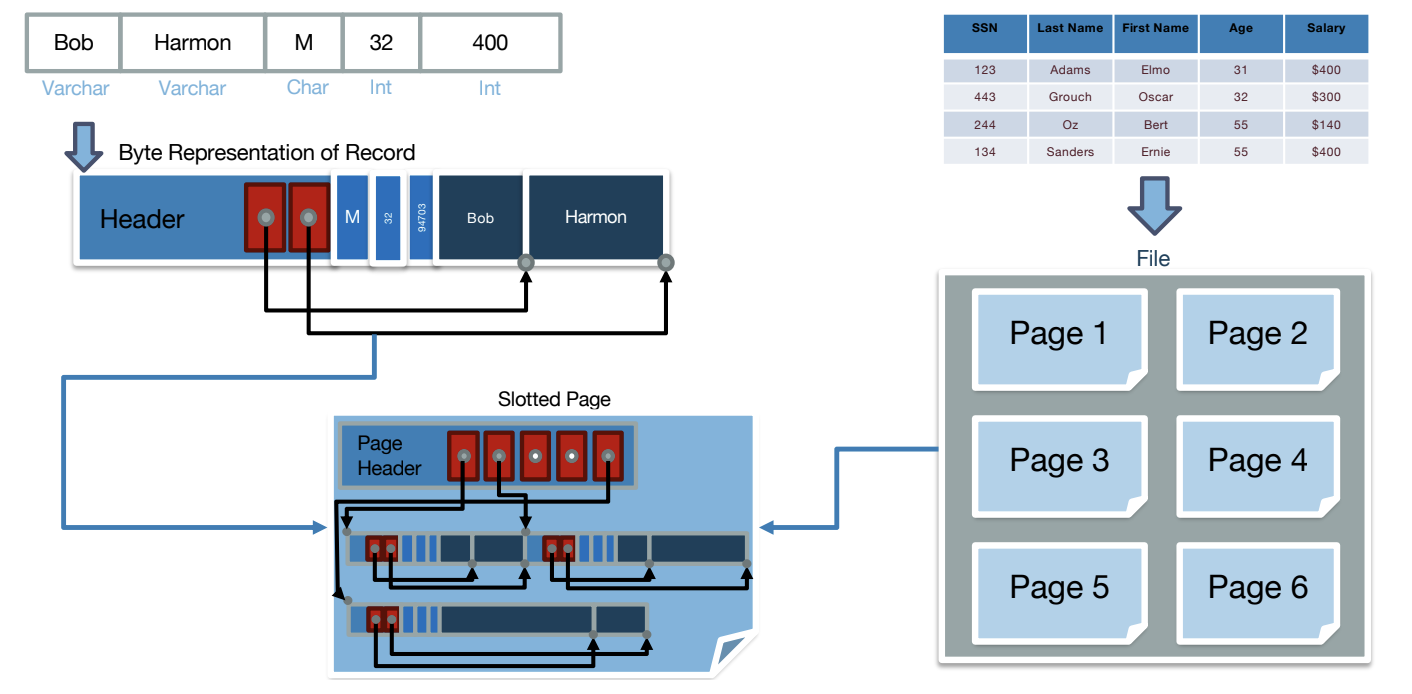 Bob Harmon M 32 400
Varchar Varchar Char Int Int
Byte Representation of Record
Header M 32 94703 Bob Harmon
Slotted Page
Page
Header
SSN Last Name First Name Age Salary
123 Adams Elmo 31 $400
443 Grouch Oscar 32 $300
244 Oz Bert 55 $140
134 Sanders Ernie 55 $400
File
Page 1 Page 2
Page 3 Page 4
Page 5 Page 6